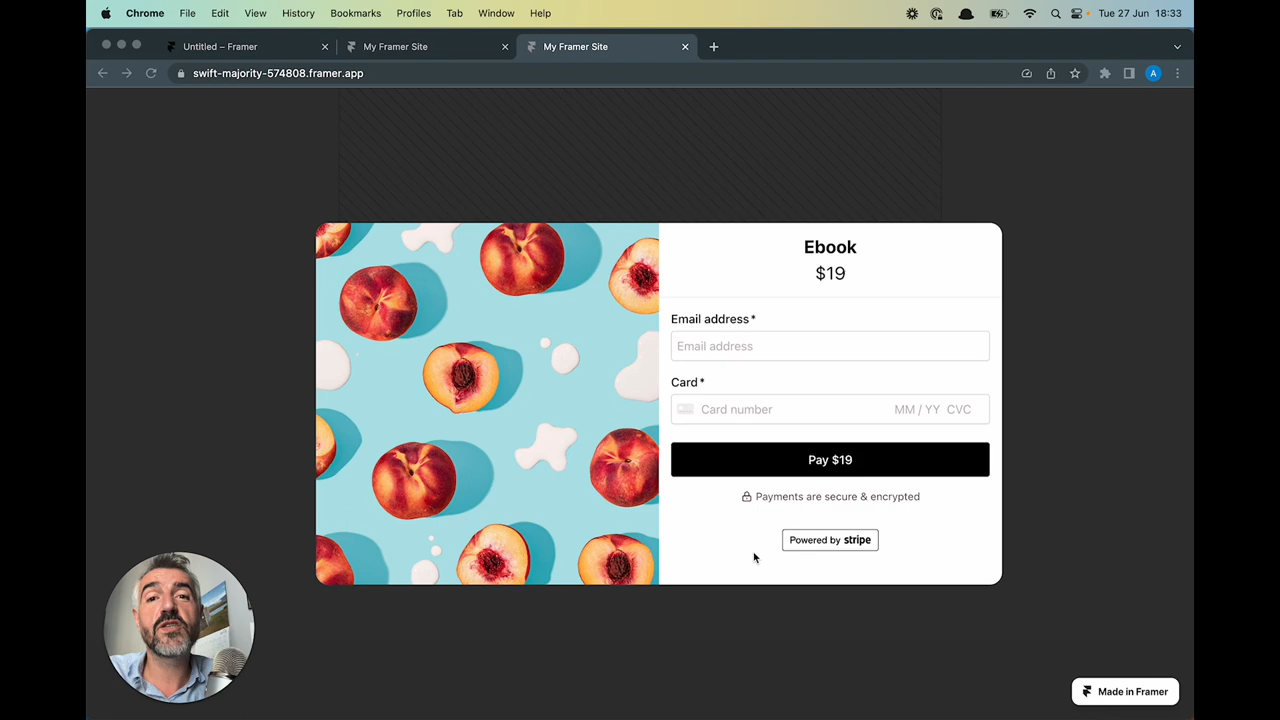 Chrome File Edit View History Bookmarks Profiles Tab Window Help Tue 27 Jun 18:33
Untitled – Framer My Framer Site My Framer Site
swift-majority-574808.framer.app A
Ebook
$19
Email address*
Email address
Card*
Card number MM / YY CVC
Pay $19
Payments are secure & encrypted
Powered by stripe
Made in Framer